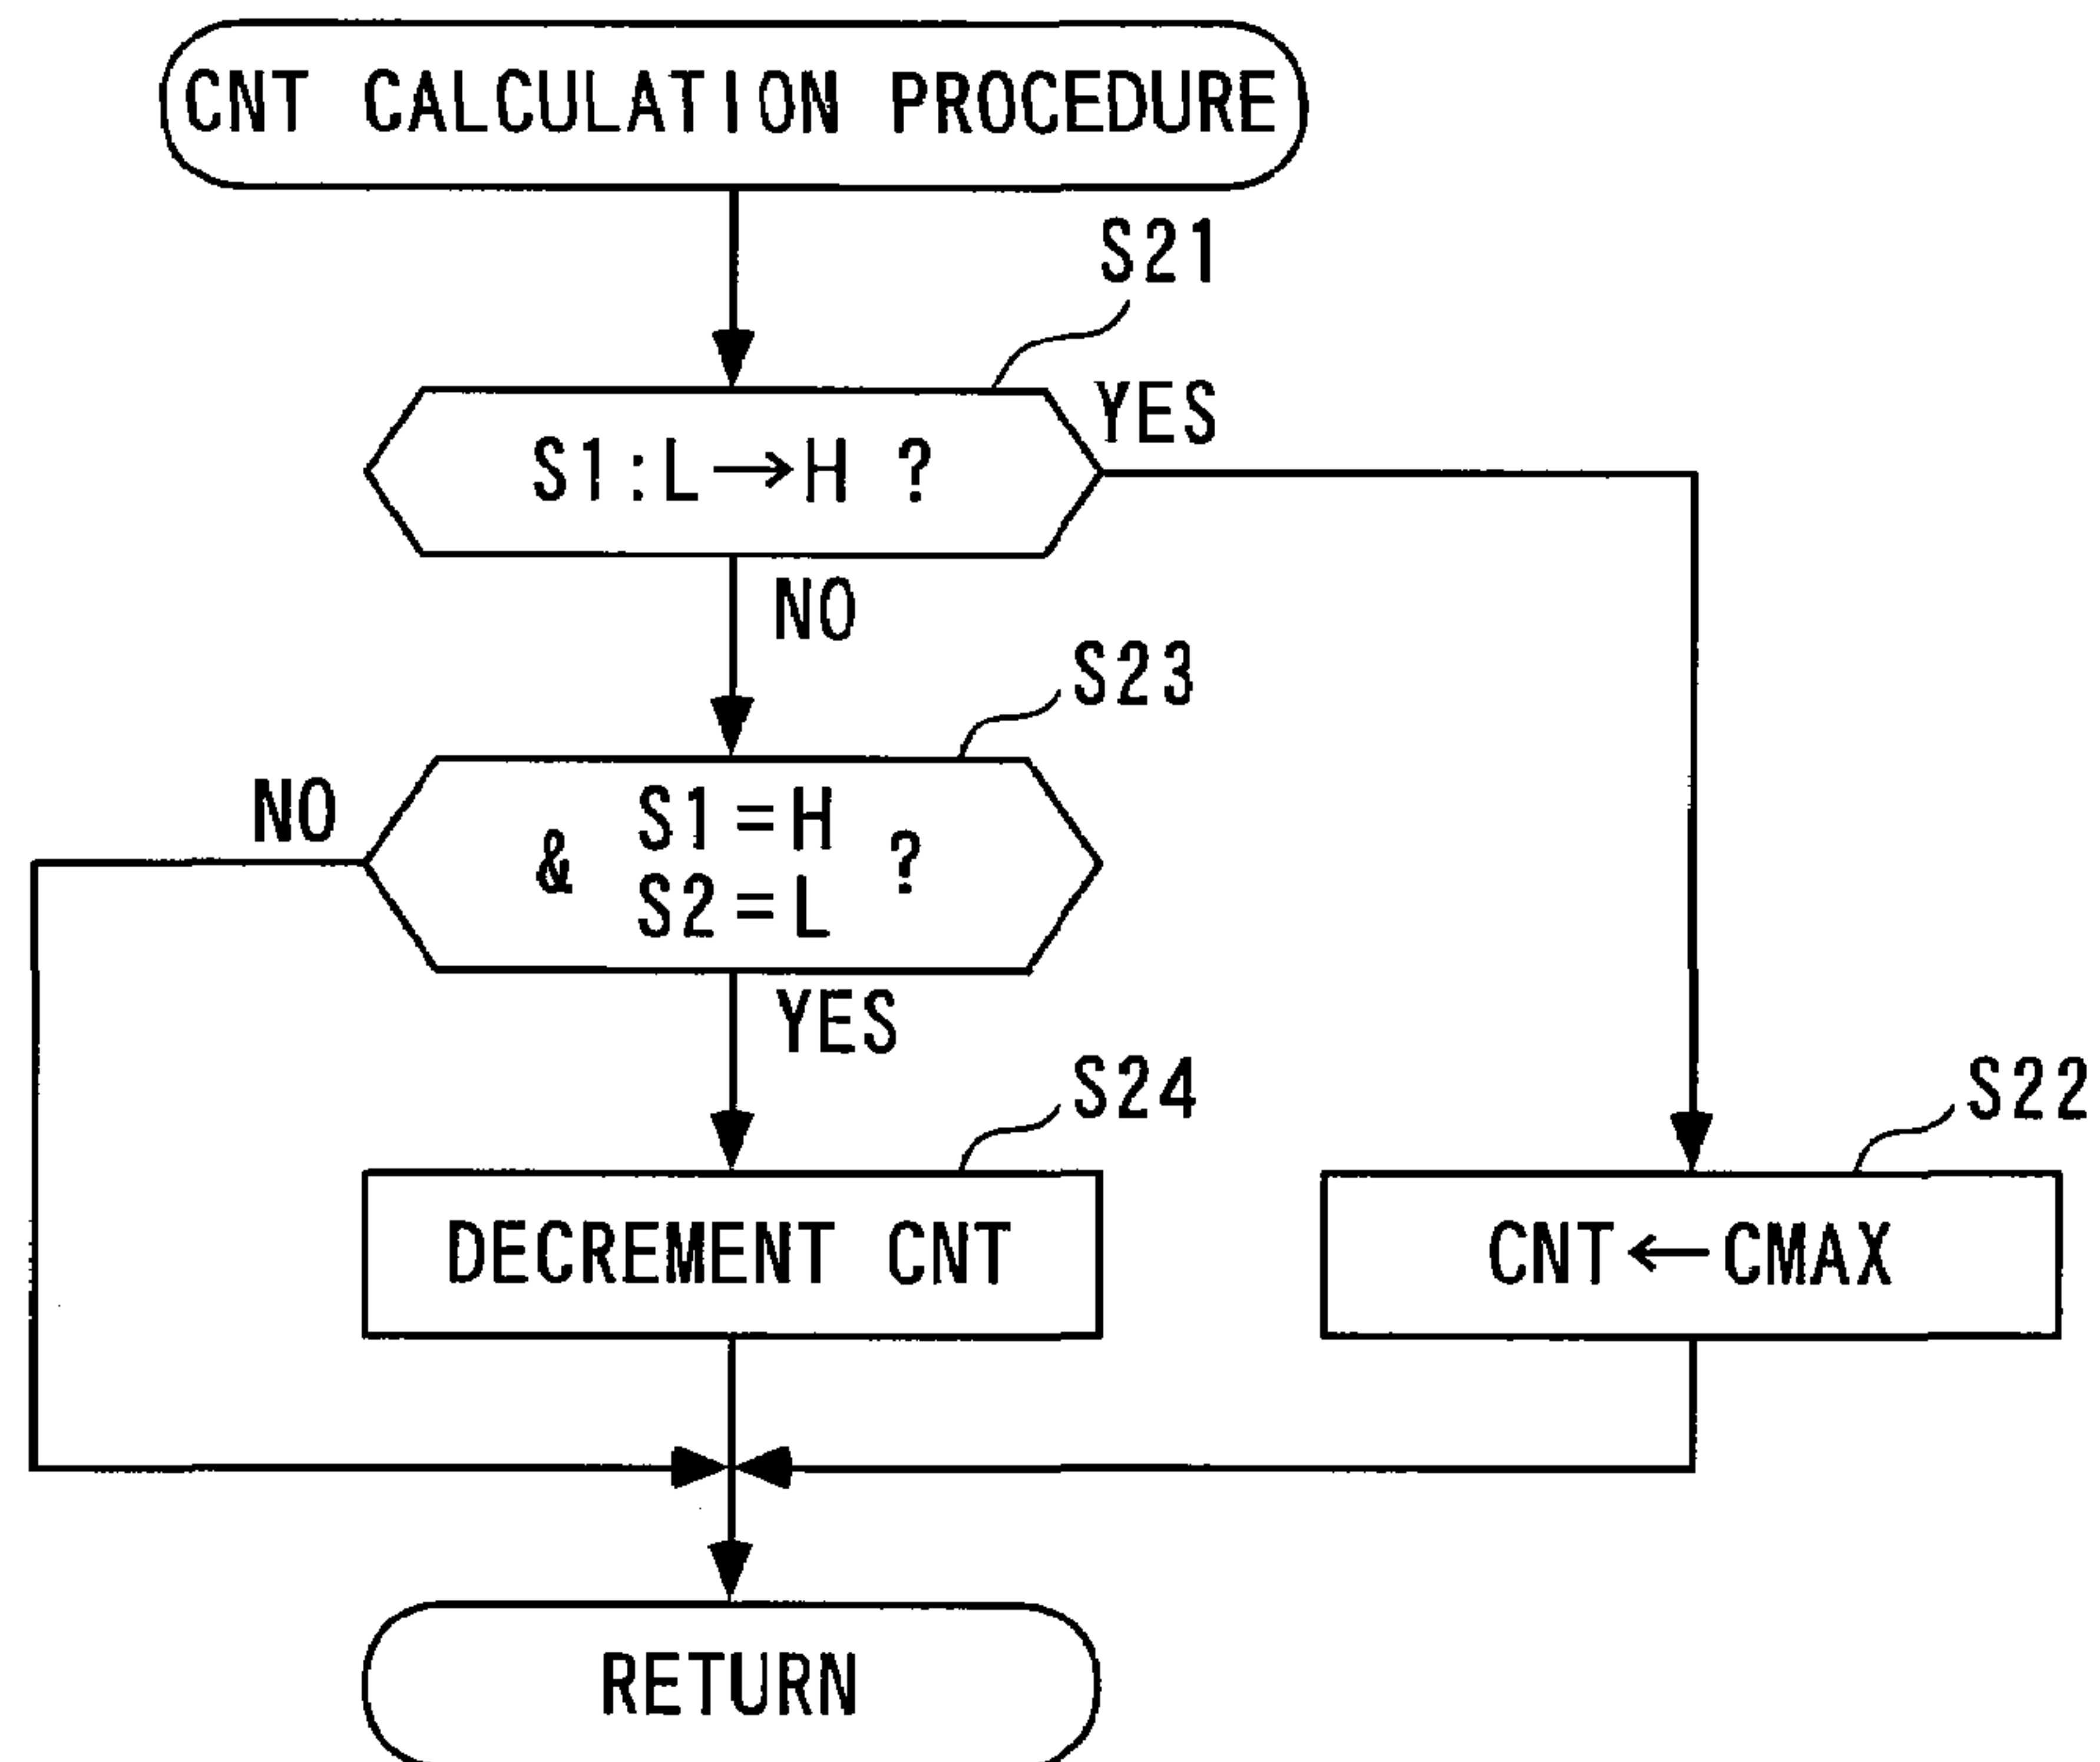 CNT CALCULATION PROCEDURE
S21
S1:L→H ?
YES
NO
S23
NO
S1=H
& ?
S2=L
YES
S24
S22
DECREMENT CNT
CNT←CMAX
RETURN